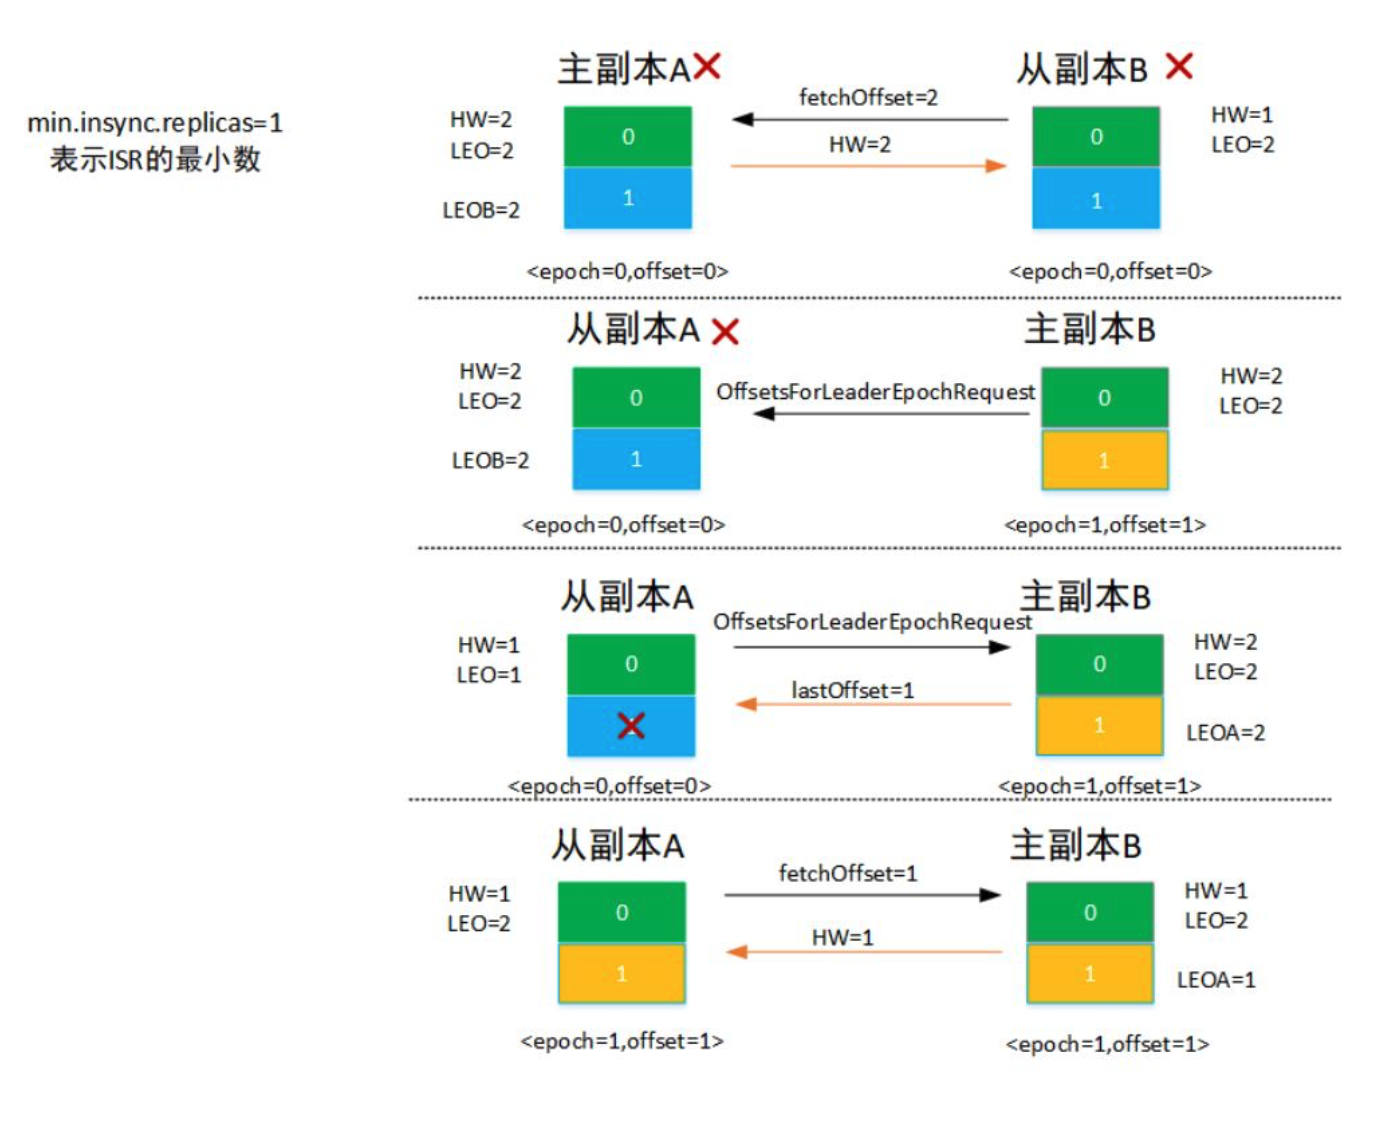 min.insync.replicas=1
表示ISR的最小数
主副本A
从副本B
HW=2
LEO=2
LEOB=2
0
1
fetchOffset=2
HW=2
0
1
HW=1
LEO=2
<epoch=0,offset=0>
<epoch=0,offset=0>
从副本A
主副本B
HW=2
LEO=2
LEOB=2
0
1
OffsetsForLeaderEpochRequest
0
1
HW=2
LEO=2
<epoch=0,offset=0>
<epoch=1,offset=1>
从副本A
主副本B
HW=1
LEO=1
0
OffsetsForLeaderEpochRequest
lastOffset=1
0
1
HW=2
LEO=2
LEOA=2
<epoch=0,offset=0>
<epoch=1,offset=1>
从副本A
主副本B
HW=1
LEO=2
0
1
fetchOffset=1
HW=1
0
1
HW=1
LEO=2
LEOA=1
<epoch=1,offset=1>
<epoch=1,offset=1>